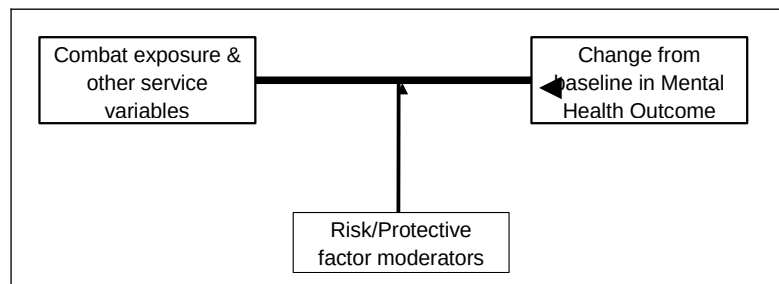 Combat exposure &
other service
variables
Change from
baseline in Mental
Health Outcome
Risk/Protective
factor moderators